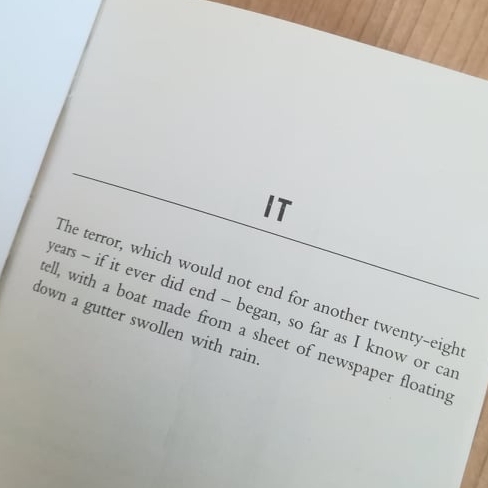 IT
The terror, which would not end for another twenty-eight
years – if it ever did end – began, so far as I know or can
tell, with a boat made from a sheet of newspaper floating
down a gutter swollen with rain.